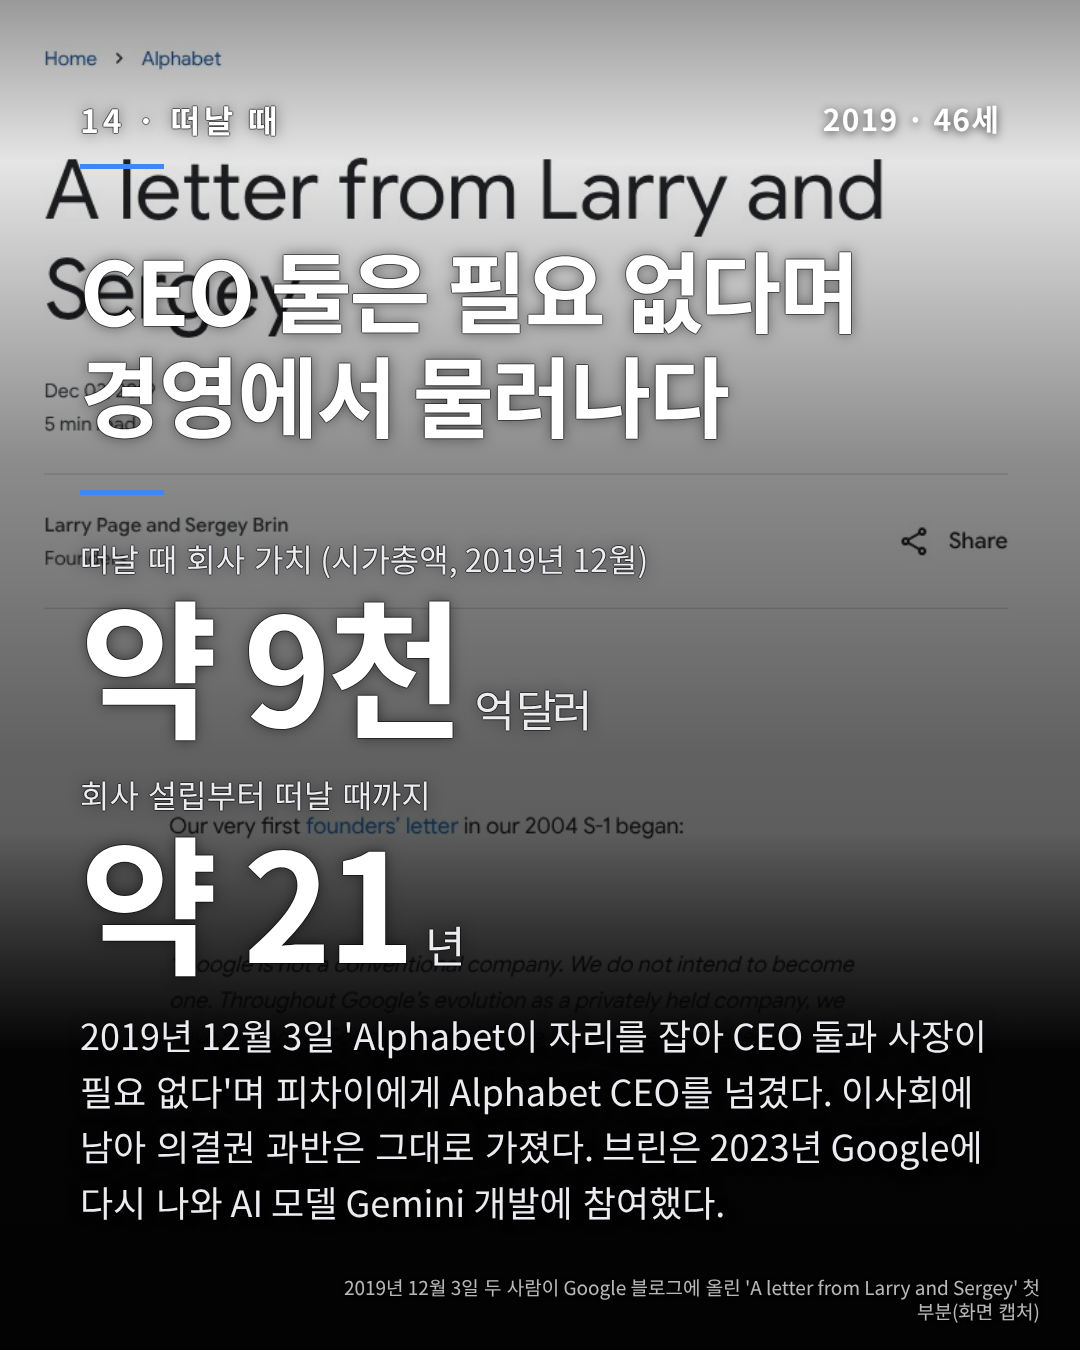 Home > Alphabet
14 · 떠날 때
2019 · 46세
A letter from Larry and
Sergey
CEO 둘은 필요 없다며
경영에서 물러나다
Dec
5 min read
Larry Page and Sergey Brin
Share
떠날 때 회사 가치 (시가총액, 2019년 12월)
약 9천 억달러
회사 설립부터 떠날 때까지
Our very first founders' letter in our 2004 S-1 began:
약 21 년
Google is not a conventional company. We do not intend to become
one. Throughout Google's evolution as a privately held company, we
2019년 12월 3일 'Alphabet이 자리를 잡아 CEO 둘과 사장이
필요 없다'며 피차이에게 Alphabet CEO를 넘겼다. 이사회에
남아 의결권 과반은 그대로 가졌다. 브린은 2023년 Google에
다시 나와 AI 모델 Gemini 개발에 참여했다.
2019년 12월 3일 두 사람이 Google 블로그에 올린 'A letter from Larry and Sergey' 첫
부분(화면 캡처)